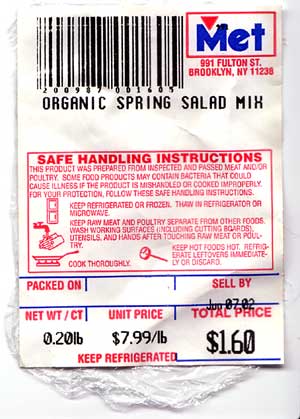 Met
991 FULTON ST.
BROOKLYN, NY 11238
200987 001605
ORGANIC SPRING SALAD MIX
SAFE HANDLING INSTRUCTIONS
THIS PRODUCT WAS PREPARED FROM INSPECTED AND PASSED MEAT AND/OR
POULTRY. SOME FOOD PRODUCTS MAY CONTAIN BACTERIA THAT COULD
CAUSE ILLNESS IF THE PRODUCT IS MISHANDLED OR COOKED IMPROPERLY.
FOR YOUR PROTECTION, FOLLOW THESE SAFE HANDLING INSTRUCTIONS.
KEEP REFRIGERATED OR FROZEN. THAW IN REFRIGERATOR OR
MICROWAVE.
KEEP RAW MEAT AND POULTRY SEPARATE FROM OTHER FOODS.
WASH WORKING SURFACES (INCLUDING CUTTING BOARDS),
UTENSILS, AND HANDS AFTER TOUCHING RAW MEAT OR POUL-
TRY.
COOK THOROUGHLY.
KEEP HOT FOODS HOT. REFRIG-
ERATE LEFTOVERS IMMEDIATE-
LY OR DISCARD.
PACKED ON
SELL BY
07.02
NET WT / CT
UNIT PRICE
TOTAL PRICE
0.20lb
$7.99/lb
$1.60
KEEP REFRIGERATED